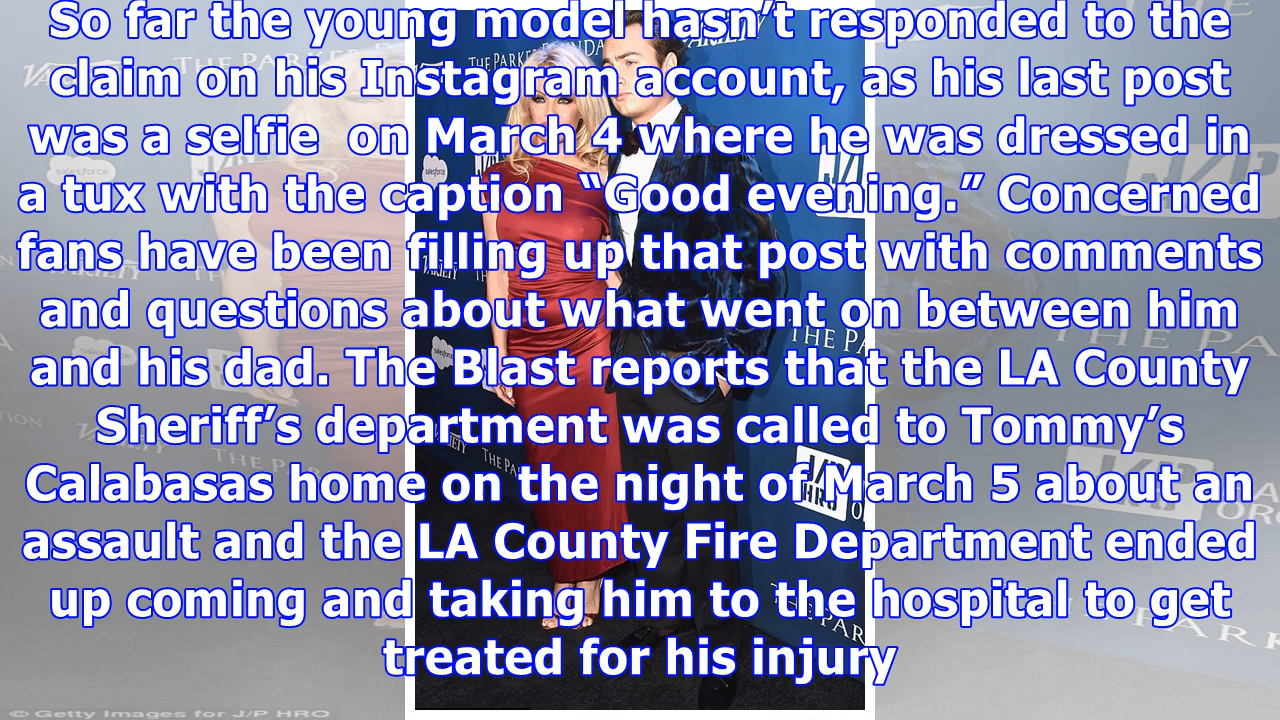 So far the young model hasn’t responded to the
claim on his Instagram account, as his last post
was a selfie  on March 4 where he was dressed in
a tux with the caption “Good evening.” Concerned
fans have been filling up that post with comments
and questions about what went on between him
and his dad. The Blast reports that the LA County
Sheriff’s department was called to Tommy’s
Calabasas home on the night of March 5 about an
assault and the LA County Fire Department ended
up coming and taking him to the hospital to get
treated for his injury
salesforce
salesforce
THE PA
J/P
HRO
© Getty Images for J/P HRO